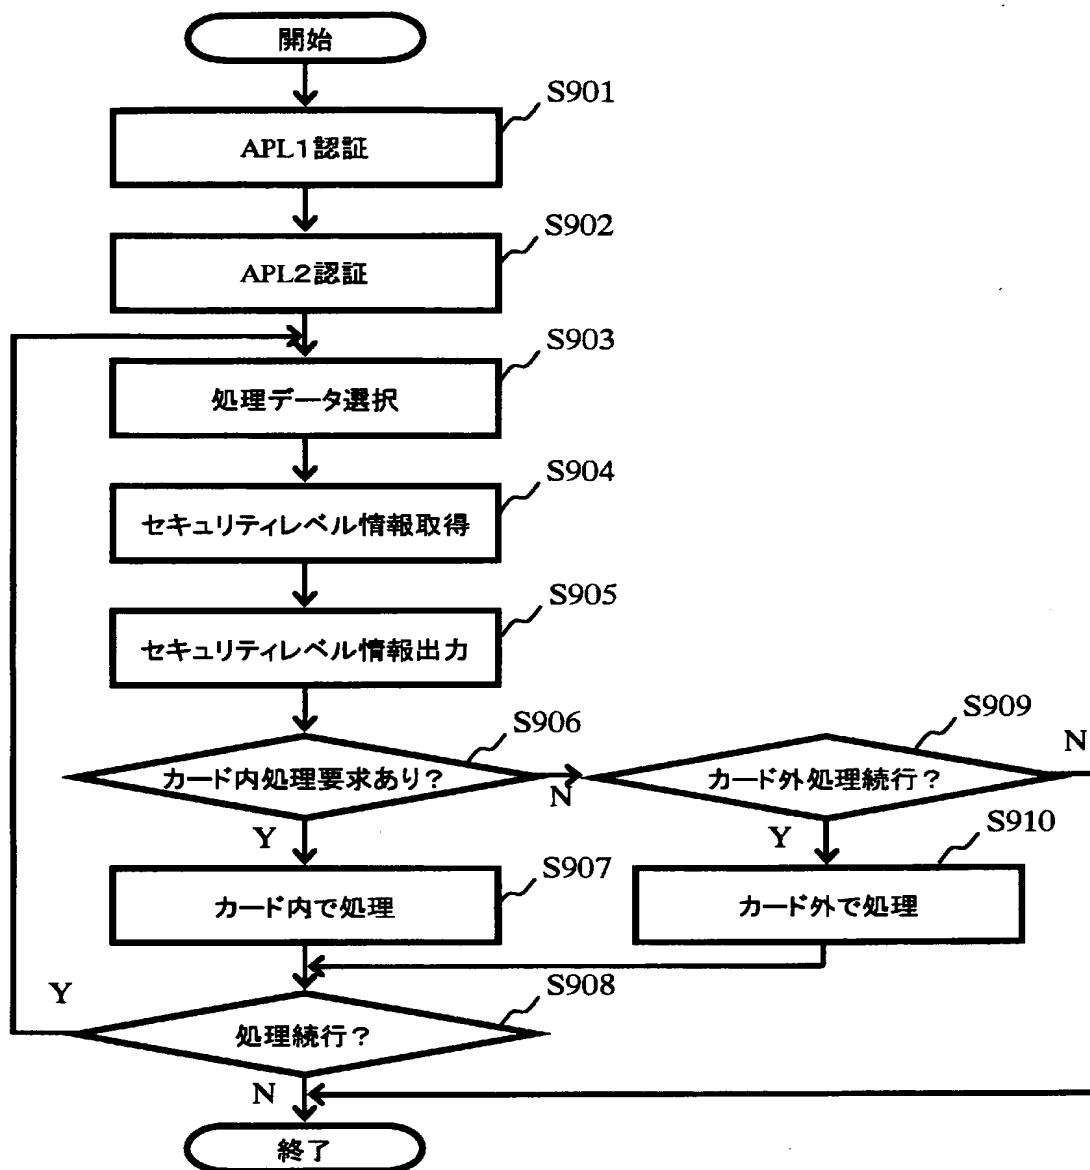 開始
S901
APL1認証
S902
APL2認証
S903
処理データ選択
S904
セキュリティレベル情報取得
S905
セキュリティレベル情報出力
S906
カード内処理要求あり?
N
S909
カード外処理続行?
N
Y
S907
カード内で処理
Y
S910
カード外で処理
S908
処理続行?
Y
N
終了